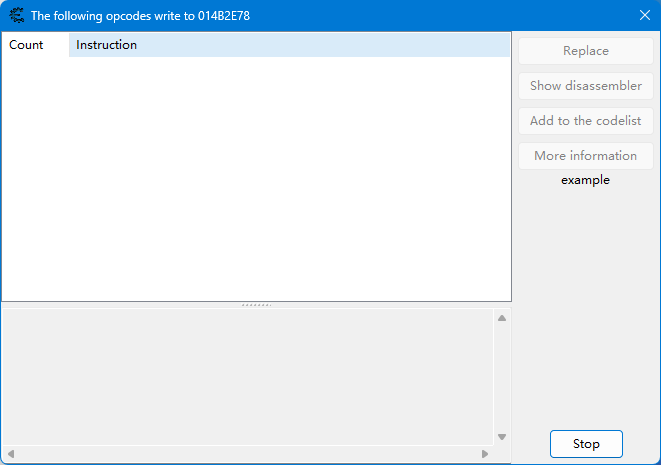 The following opcodes write to 014B2E78
Count Instruction
Replace
Show disassembler
Add to the codelist
More information
example
Stop